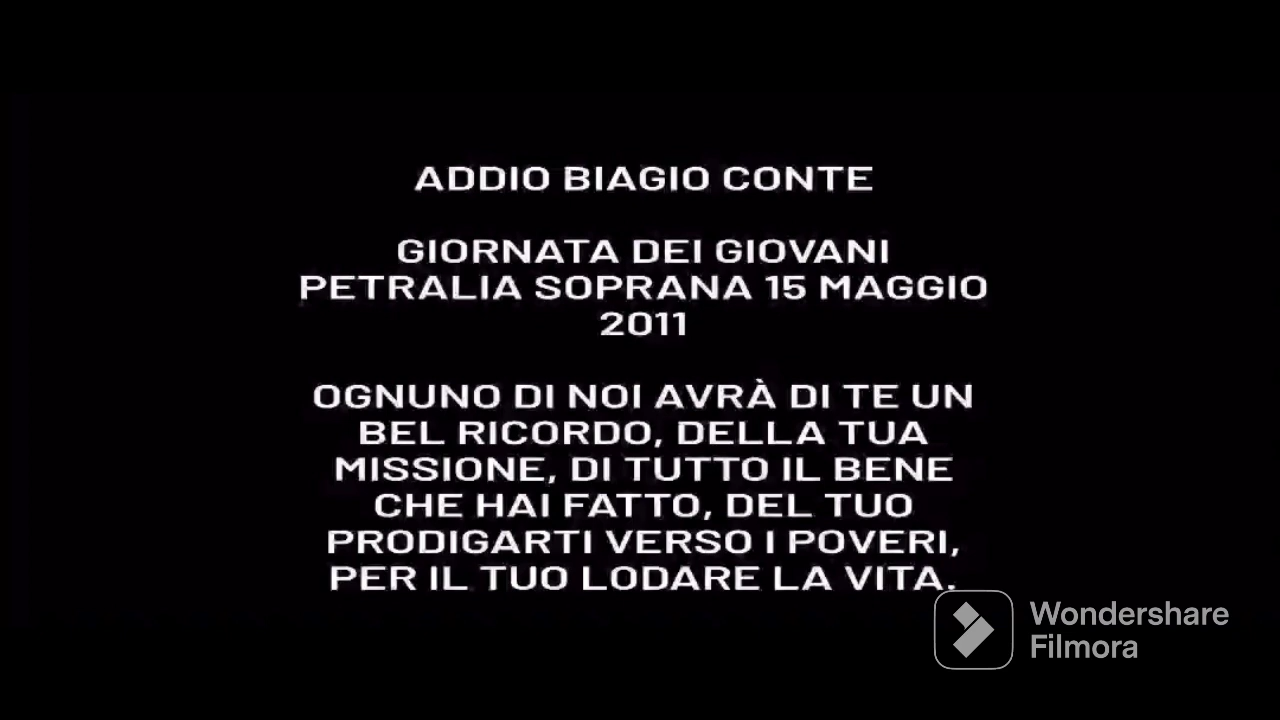 ADDIO BIAGIO CONTE
GIORNATA DEI GIOVANI
PETRALIA SOPRANA 15 MAGGIO
2011
OGNUNO DI NOI AVRÀ DI TE UN
BEL RICORDO, DELLA TUA
MISSIONE, DI TUTTO IL BENE
CHE HAI FATTO, DEL TUO
PRODIGARTI VERSO I POVERI,
PER IL TUO LODARE LA VITA.
Wondershare
Filmora